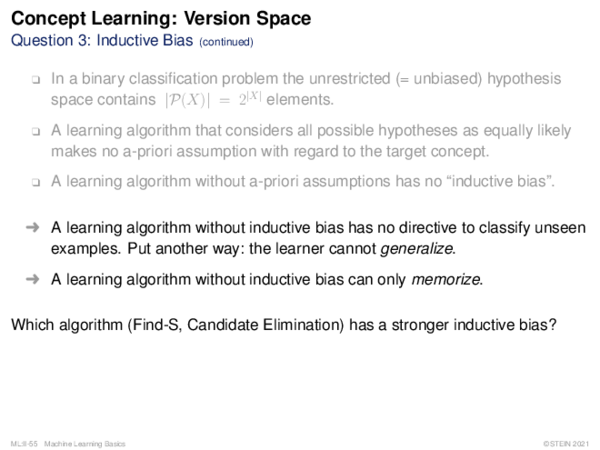 Concept Learning: Version Space
Question 3: Inductive Bias (continued)
❑ In a binary classification problem the unrestricted (= unbiased) hypothesis
space contains |P(X)| = 2^|X| elements.
❑ A learning algorithm that considers all possible hypotheses as equally likely
makes no a-priori assumption with regard to the target concept.
❑ A learning algorithm without a-priori assumptions has no “inductive bias”.
➜ A learning algorithm without inductive bias has no directive to classify unseen
examples. Put another way: the learner cannot generalize.
➜ A learning algorithm without inductive bias can only memorize.
Which algorithm (Find-S, Candidate Elimination) has a stronger inductive bias?
ML:II-55 Machine Learning Basics ©STEIN 2021